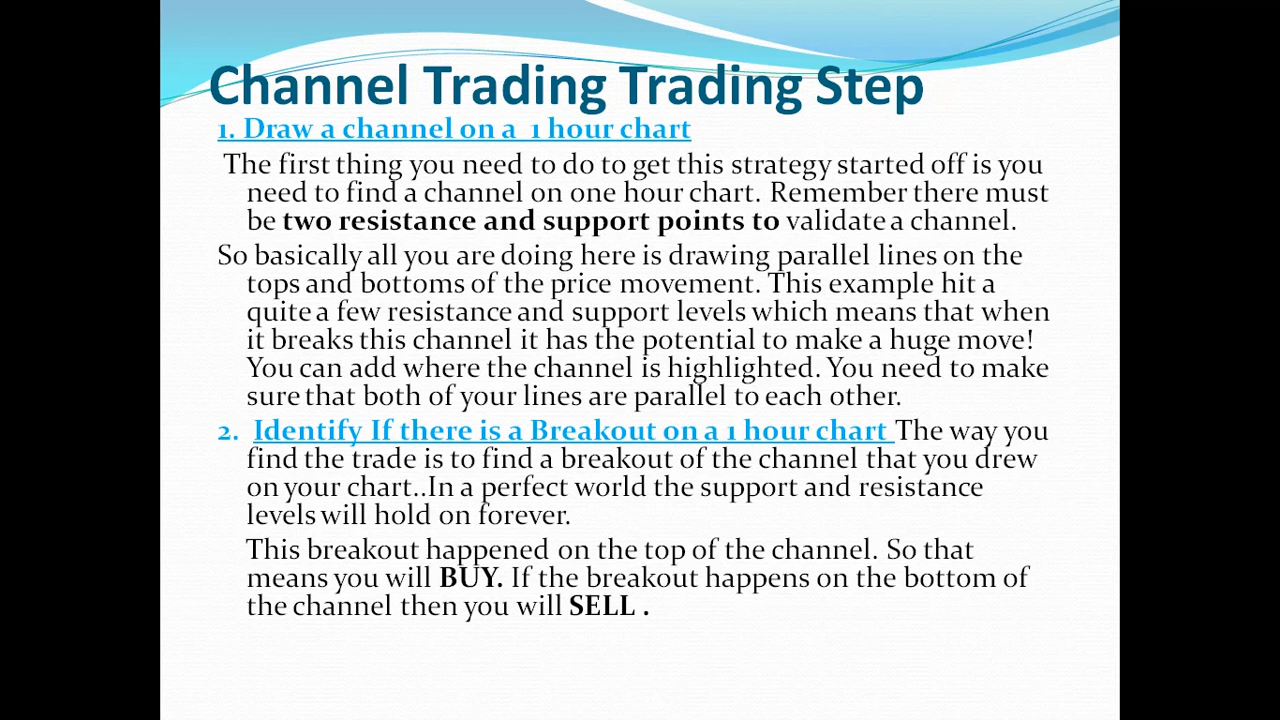 Channel Trading Trading Step
1. Draw a channel on a 1 hour chart
The first thing you need to do to get this strategy started off is you
need to find a channel on one hour chart. Remember there must
be two resistance and support points to validate a channel.
So basically all you are doing here is drawing parallel lines on the
tops and bottoms of the price movement. This example hit a
quite a few resistance and support levels which means that when
it breaks this channel it has the potential to make a huge move!
You can add where the channel is highlighted. You need to make
sure that both of your lines are parallel to each other.
2. Identify If there is a Breakout on a 1 hour chart The way you
find the trade is to find a breakout of the channel that you drew
on your chart..In a perfect world the support and resistance
levels will hold on forever.
This breakout happened on the top of the channel. So that
means you will BUY. If the breakout happens on the bottom of
the channel then you will SELL .